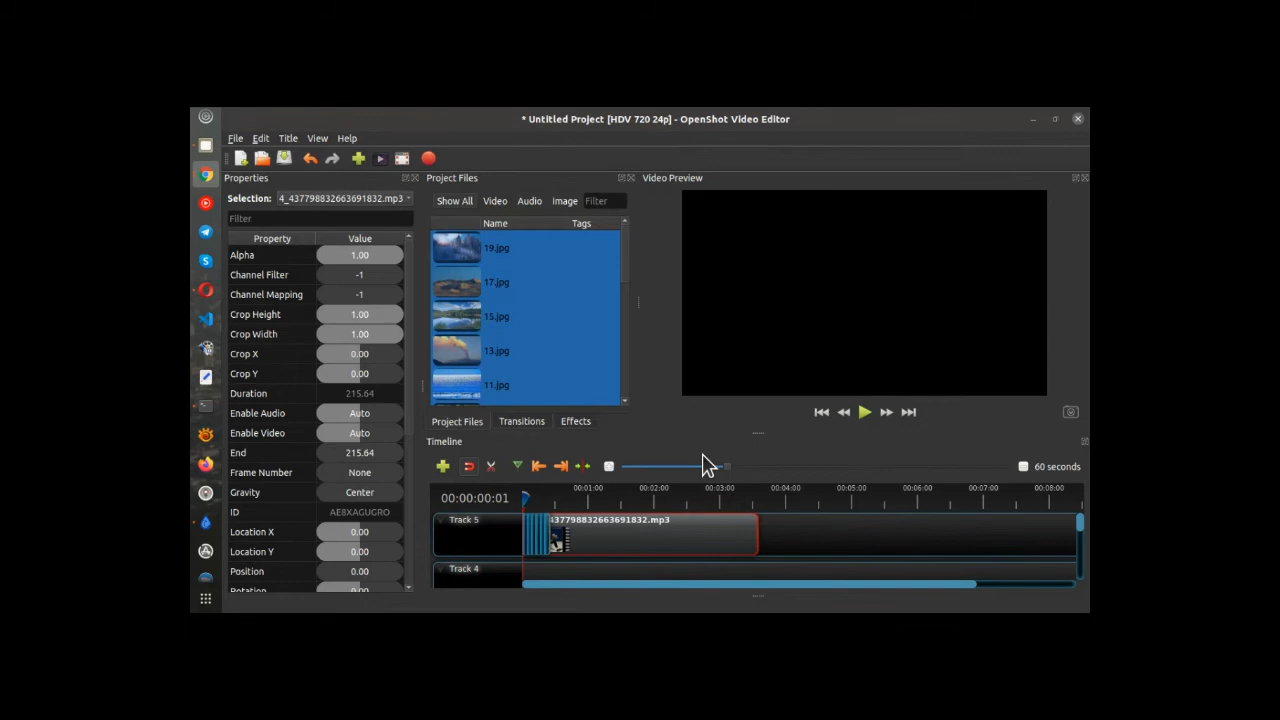 * Untitled Project [HDV 720 24p] - OpenShot Video Editor
File Edit Title View Help
Properties
Project Files
Video Preview
Selection: 4_437798832663691832.mp3
Show All Video Audio Image Filter
Filter
Name Tags
Property Value
Alpha 1.00
19.jpg
Channel Filter -1
17.jpg
Channel Mapping -1
Crop Height 1.00
15.jpg
Crop Width 1.00
13.jpg
Crop X 0.00
Crop Y 0.00
11.jpg
Duration 215.64
Enable Audio Auto
Project Files Transitions Effects
Enable Video Auto
Timeline
End 215.64
60 seconds
Frame Number None
00:01:00 00:02:00 00:03:00 00:04:00 00:05:00 00:06:00 00:07:00 00:08:00
Gravity Center
00:00:00:01
ID AE8XAGUGRO
Track 5 437798832663691832.mp3
Location X 0.00
Location Y 0.00
Track 4
Position 0.00
Rotation 0.00